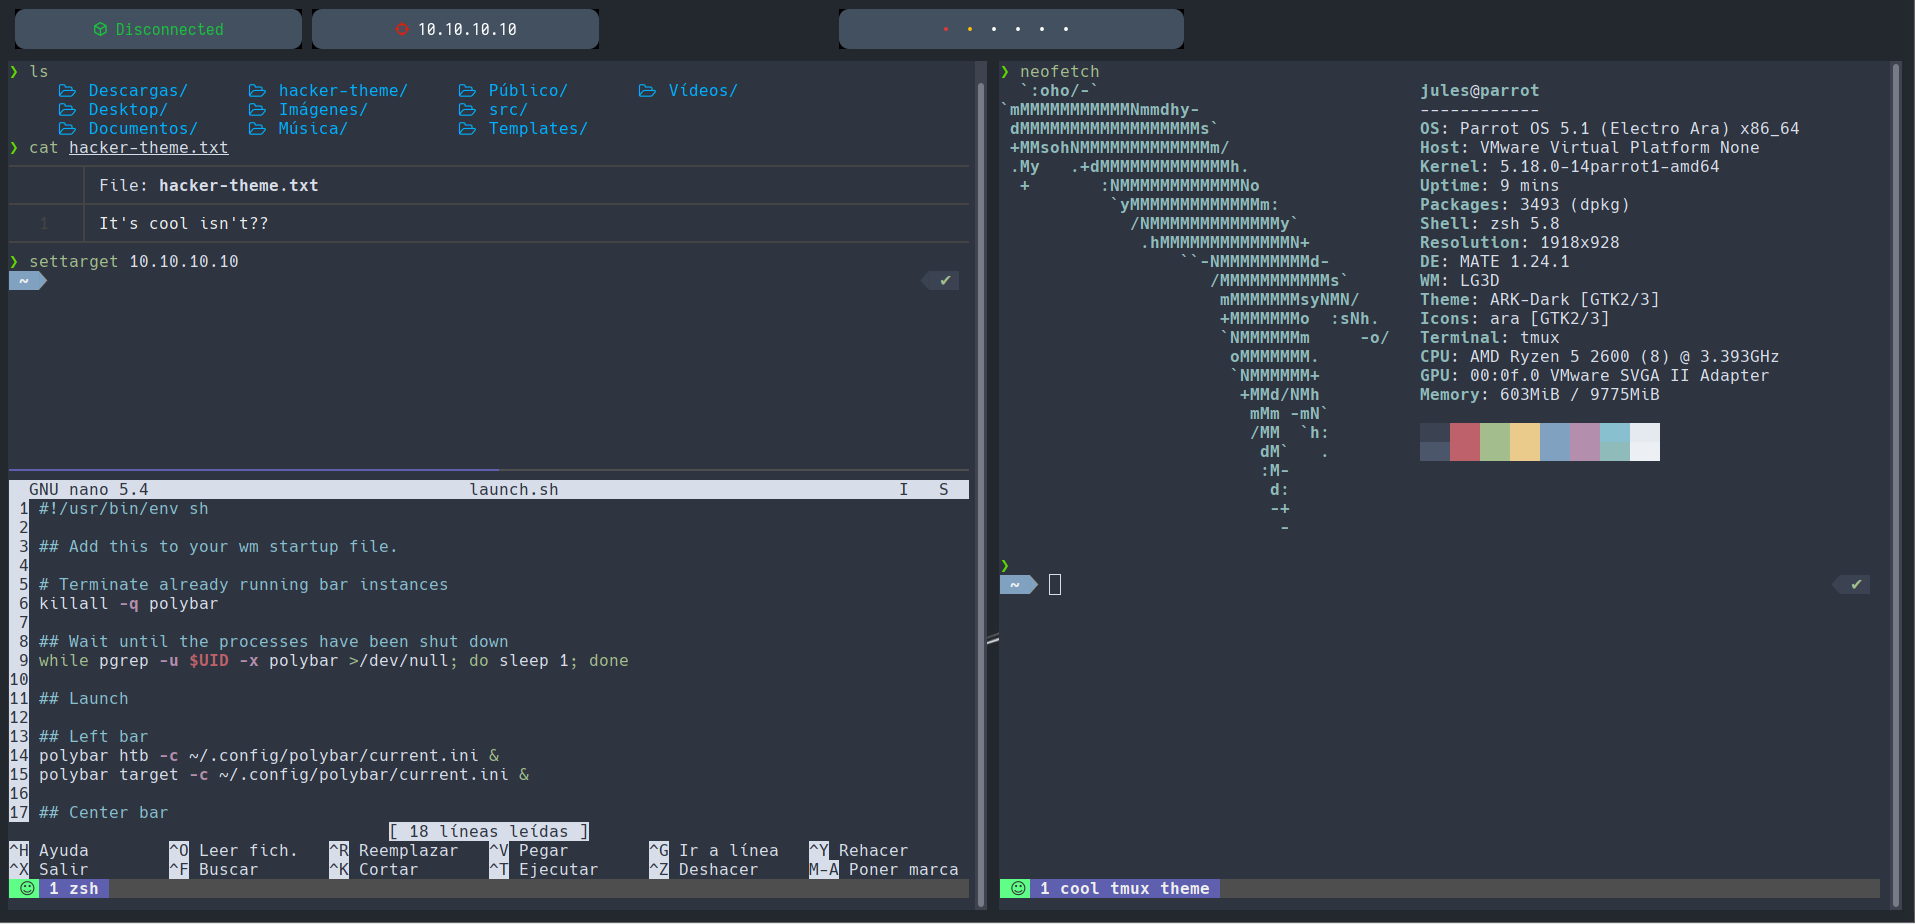 Disconnected
10.10.10.10
❯ ls
Descargas/ hacker-theme/ Público/ Vídeos/
Desktop/ Imágenes/ src/
Documentos/ Música/ Templates/
❯ cat hacker-theme.txt
File: hacker-theme.txt
1 It's cool isn't??
❯ settarget 10.10.10.10
~ ✔
GNU nano 5.4 launch.sh I S
1 #!/usr/bin/env sh
2
3 ## Add this to your wm startup file.
4
5 # Terminate already running bar instances
6 killall -q polybar
7
8 ## Wait until the processes have been shut down
9 while pgrep -u $UID -x polybar >/dev/null; do sleep 1; done
10
11 ## Launch
12
13 ## Left bar
14 polybar htb -c ~/.config/polybar/current.ini &
15 polybar target -c ~/.config/polybar/current.ini &
16
17 ## Center bar
[ 18 líneas leídas ]
^H Ayuda ^O Leer fich. ^R Reemplazar ^V Pegar ^G Ir a línea ^Y Rehacer
^X Salir ^F Buscar ^K Cortar ^T Ejecutar ^Z Deshacer M-A Poner marca
1 zsh
❯ neofetch
`:oho/-`
`mMMMMMMMMMMMNmmdhy-
dMMMMMMMMMMMMMMMMMMs`
+MMsohNMMMMMMMMMMMMMm/
.My   .+dMMMMMMMMMMMMMh.
+       :NMMMMMMMMMMMMNo
`yMMMMMMMMMMMMMm:
/NMMMMMMMMMMMMMy`
.hMMMMMMMMMMMMMN+
``-NMMMMMMMMMd-
/MMMMMMMMMMMs`
mMMMMMMMsyNMN/
+MMMMMMMo  :sNh.
`NMMMMMMm     -o/
oMMMMMMM.
`NMMMMMM+
+MMd/NMh
mMm -mN`
/MM  `h:
dM`   .
:M-
d:
-+
-
jules@parrot
------------
OS: Parrot OS 5.1 (Electro Ara) x86_64
Host: VMware Virtual Platform None
Kernel: 5.18.0-14parrot1-amd64
Uptime: 9 mins
Packages: 3493 (dpkg)
Shell: zsh 5.8
Resolution: 1918x928
DE: MATE 1.24.1
WM: LG3D
Theme: ARK-Dark [GTK2/3]
Icons: ara [GTK2/3]
Terminal: tmux
CPU: AMD Ryzen 5 2600 (8) @ 3.393GHz
GPU: 00:0f.0 VMware SVGA II Adapter
Memory: 603MiB / 9775MiB
❯
~ ✔
1 cool tmux theme